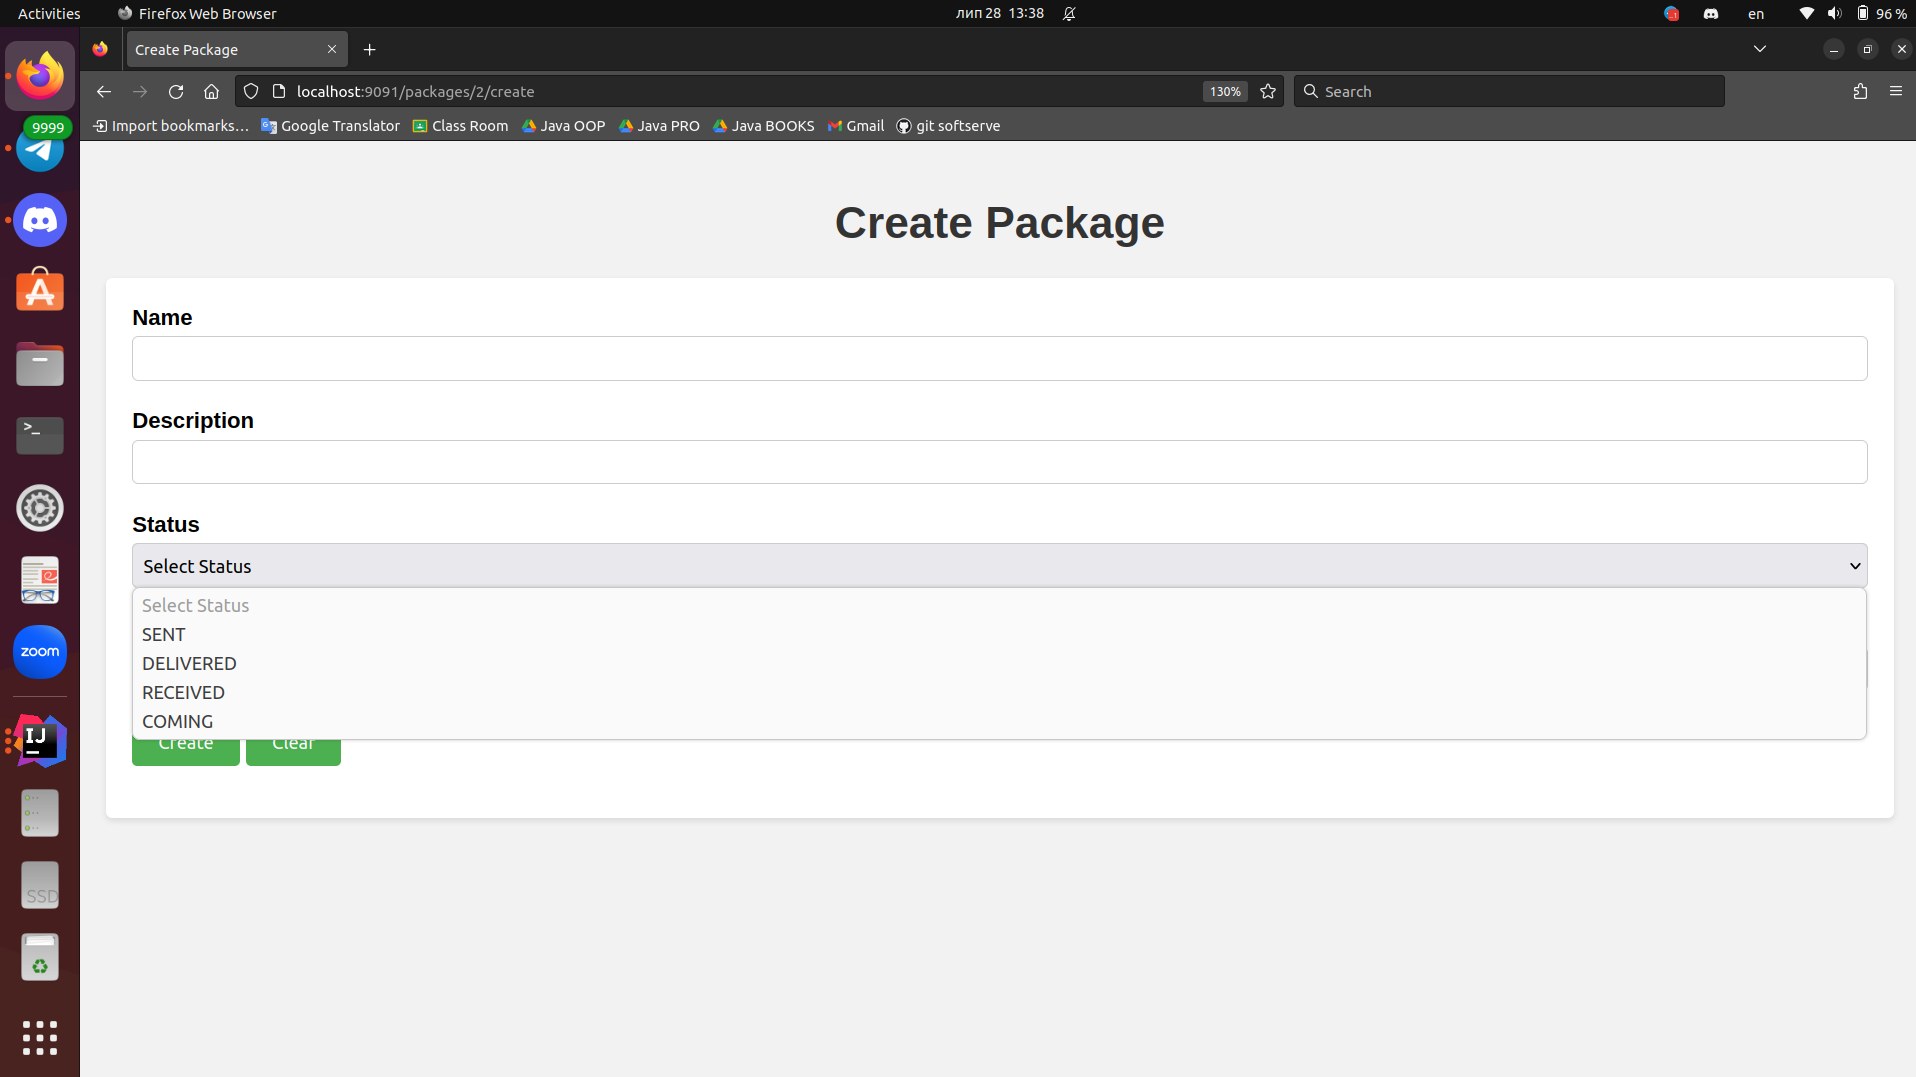 Activities
Firefox Web Browser
лип 28 13:38
en
96 %
Create Package
localhost:9091/packages/2/create
130%
Search
Import bookmarks…
Google Translator
Class Room
Java OOP
Java PRO
Java BOOKS
Gmail
git softserve
9999
>_
zoom
IJ
SSD
Create Package
Name
Description
Status
Select Status
Select Status
SENT
DELIVERED
RECEIVED
COMING
Create
Clear